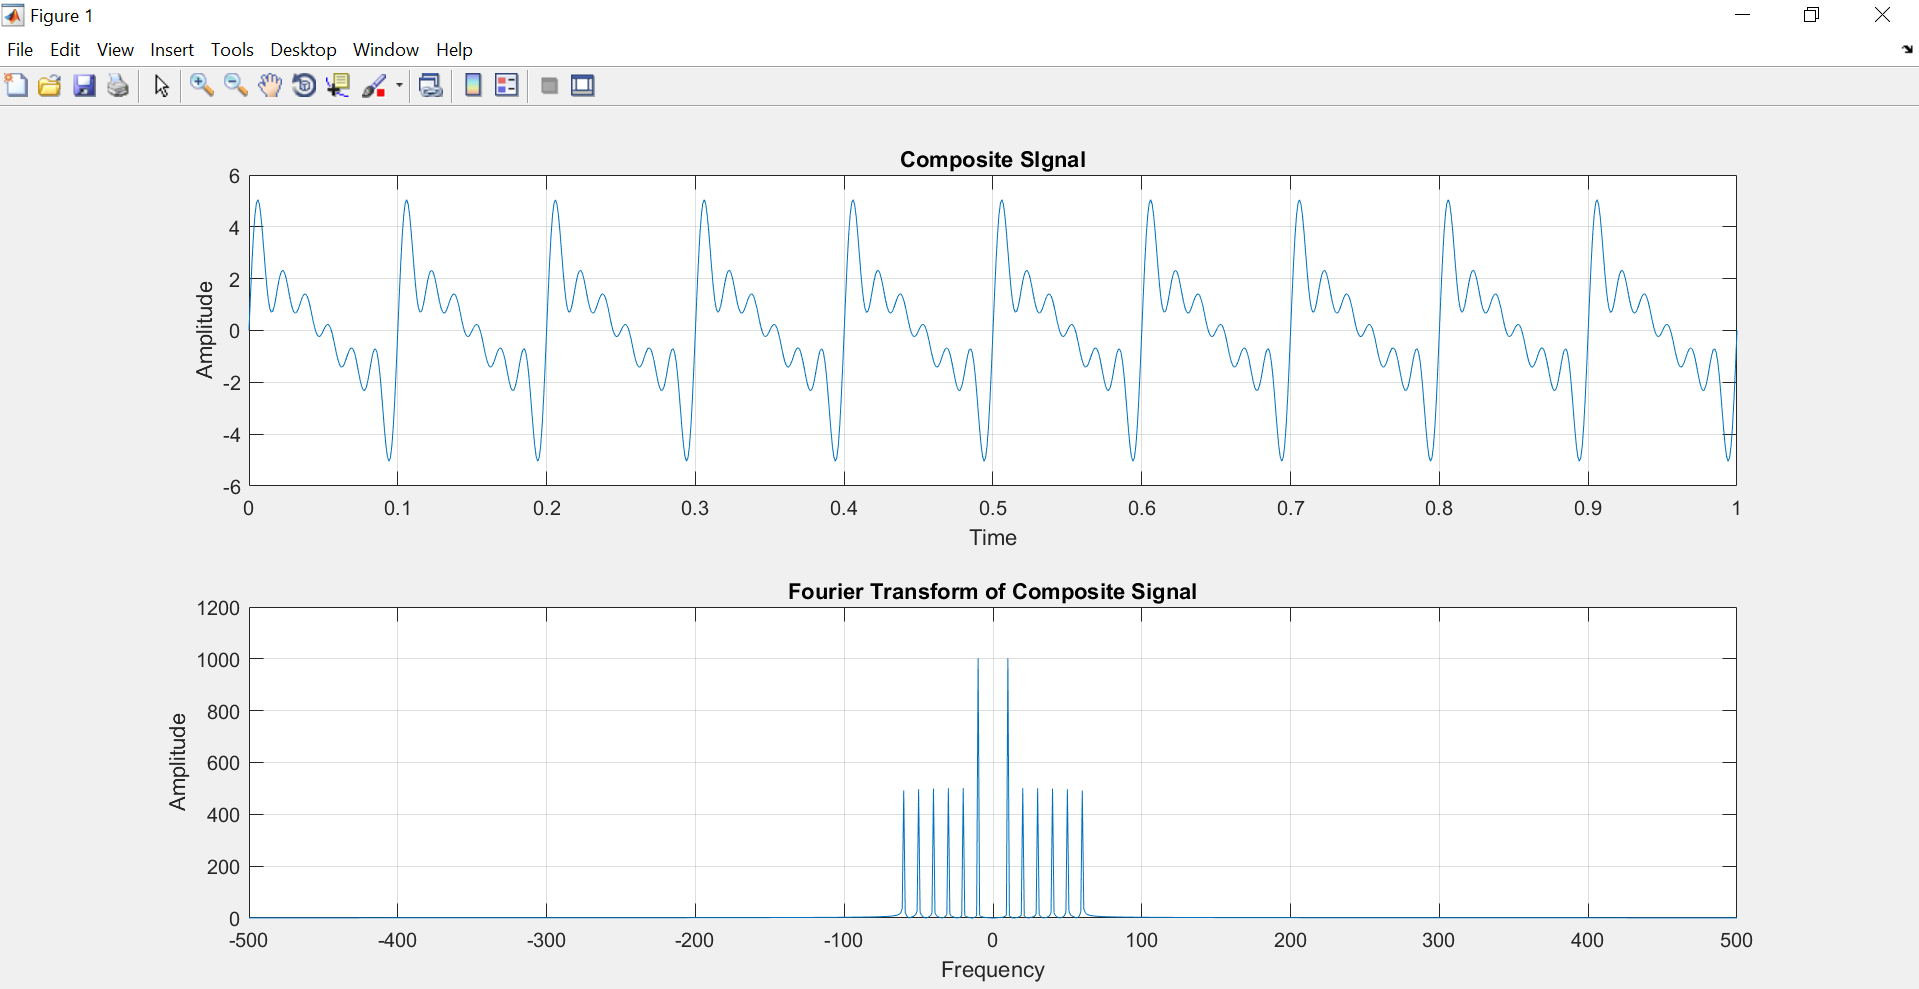 Figure 1
File Edit View Insert Tools Desktop Window Help
Composite SIgnal
6
4
2
0
-2
-4
-6
Amplitude
0 0.1 0.2 0.3 0.4 0.5 0.6 0.7 0.8 0.9 1
Time
Fourier Transform of Composite Signal
1200
1000
800
600
400
200
0
Amplitude
-500 -400 -300 -200 -100 0 100 200 300 400 500
Frequency